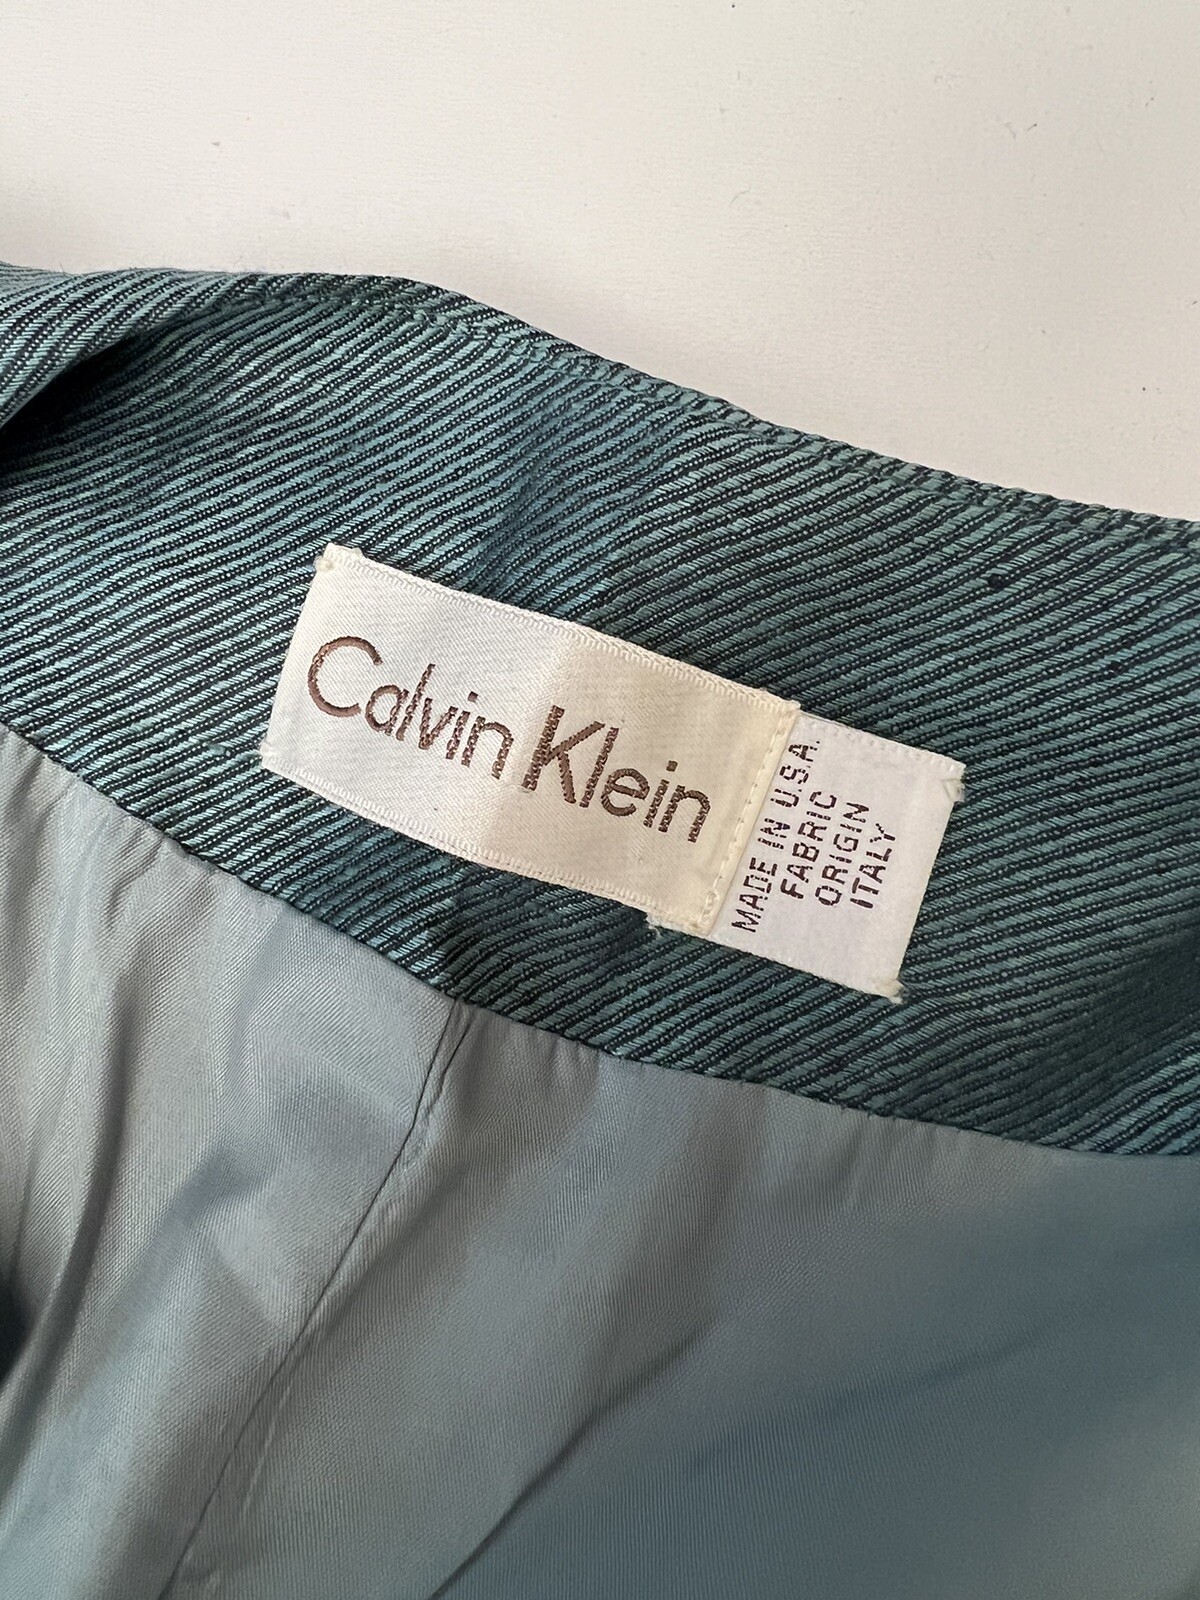 Calvin Klein
MADE IN U.S.A.
FABRIC
ORIGIN
ITALY